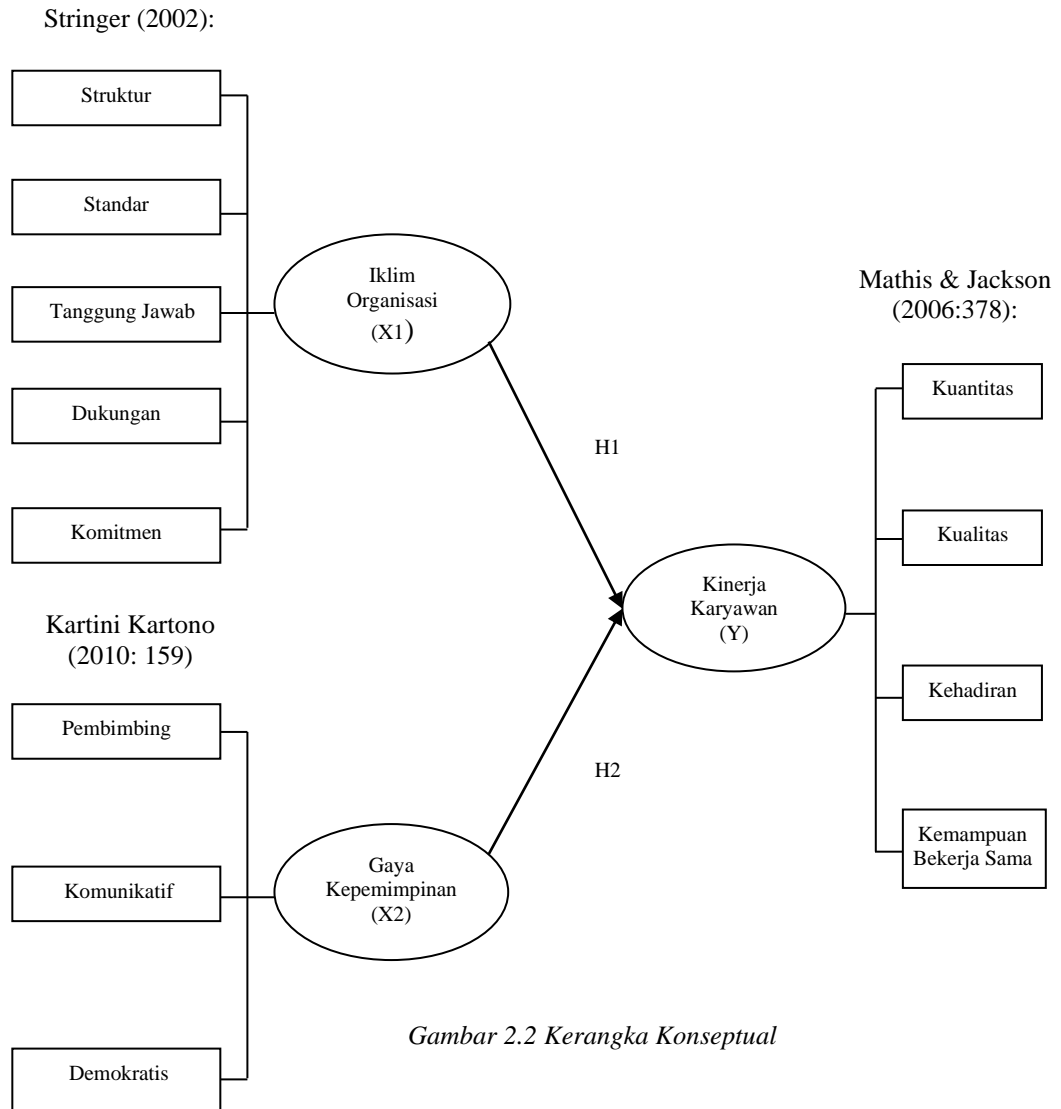 Stringer (2002):
Struktur
Standar
Tanggung Jawab
Dukungan
Komitmen
Iklim
Organisasi
(X1)
H1
Kartini Kartono
(2010: 159)
Pembimbing
Komunikatif
Demokratis
Gaya
Kepemimpinan
(X2)
H2
Kinerja
Karyawan
(Y)
Mathis & Jackson
(2006:378):
Kuantitas
Kualitas
Kehadiran
Kemampuan
Bekerja Sama
Gambar 2.2 Kerangka Konseptual